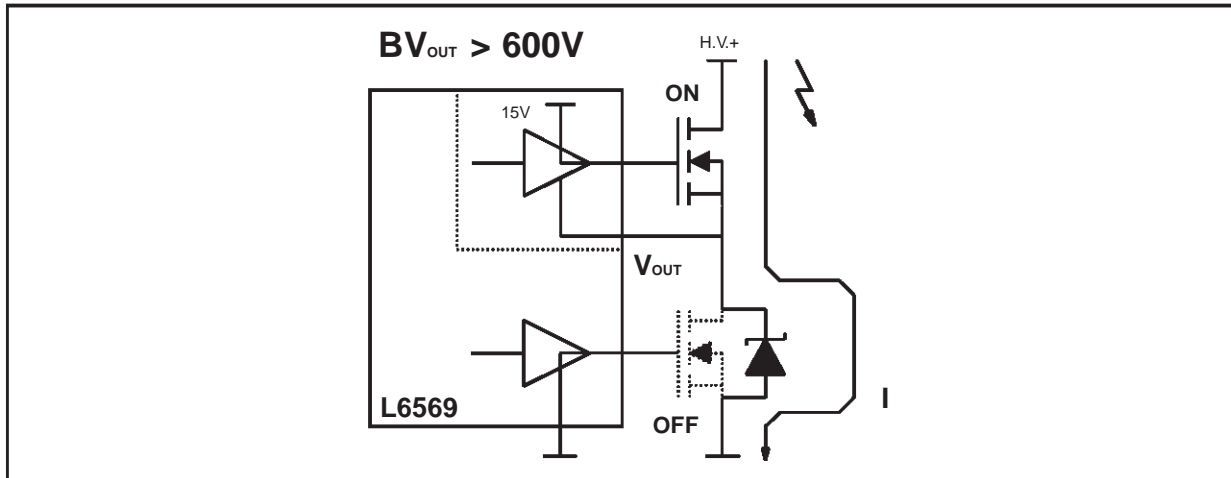 BVOUT > 600V
H.V.+
ON
15V
VOUT
L6569
OFF
I